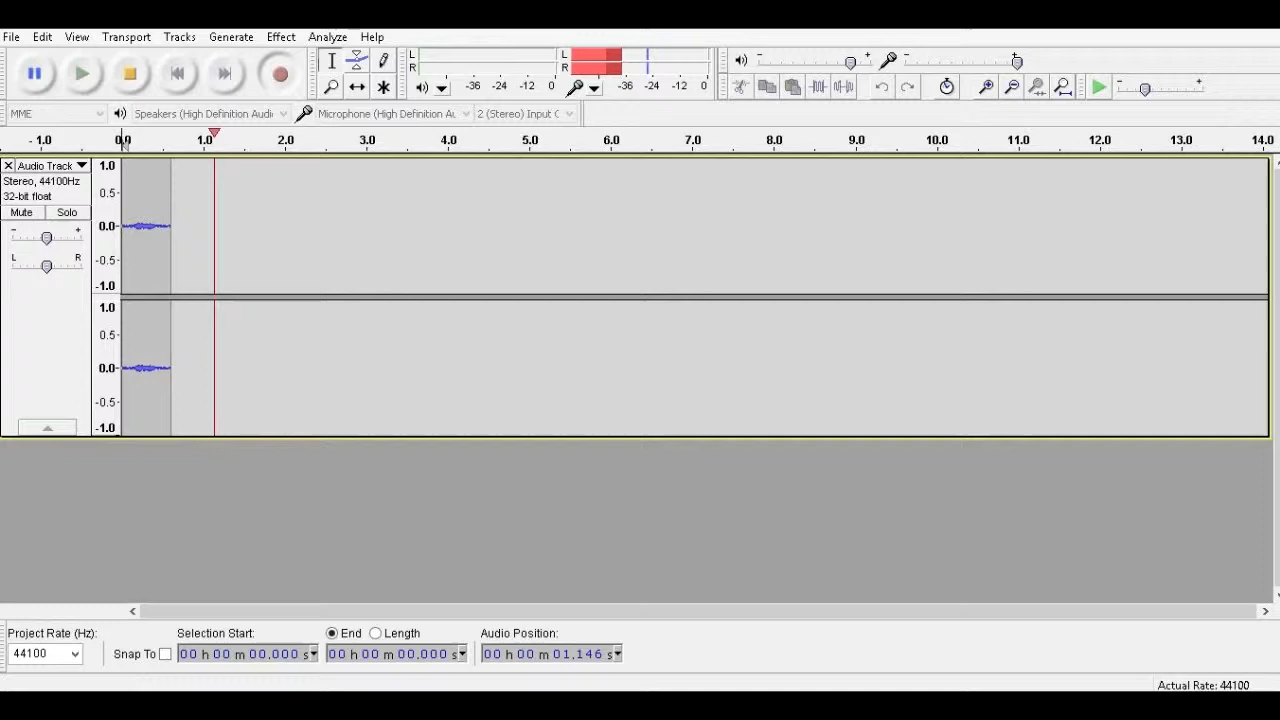 File Edit View Transport Tracks Generate Effect Analyze Help
L
R
-36 -24 -12 0
L
R
-36 -24 -12 0
- +
- +
- +
MME
Speakers (High Definition Audi
Microphone (High Definition Au
2 (Stereo) Input C
- 1.0 0.0 1.0 2.0 3.0 4.0 5.0 6.0 7.0 8.0 9.0 10.0 11.0 12.0 13.0 14.0
Audio Track
Stereo, 44100Hz
32-bit float
Mute Solo
- +
L R
1.0
0.5
0.0
-0.5
-1.0
1.0
0.5
0.0
-0.5
-1.0
Project Rate (Hz):
44100
Snap To
Selection Start:
00 h 00 m 00.000 s
End Length
00 h 00 m 00.000 s
Audio Position:
00 h 00 m 01.146 s
Actual Rate: 44100